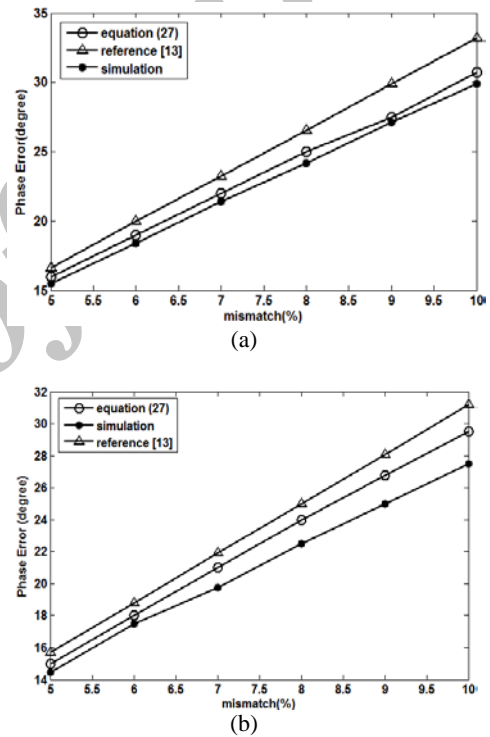 35
30
25
20
15
Phase Error(degree)
equation (27)
reference [13]
simulation
5 5.5 6 6.5 7 7.5 8 8.5 9 9.5 10
mismatch(%)
(a)
32
30
28
26
24
22
20
18
16
14
Phase Error (degree)
equation (27)
simulation
reference [13]
5 5.5 6 6.5 7 7.5 8 8.5 9 9.5 10
mismatch(%)
(b)